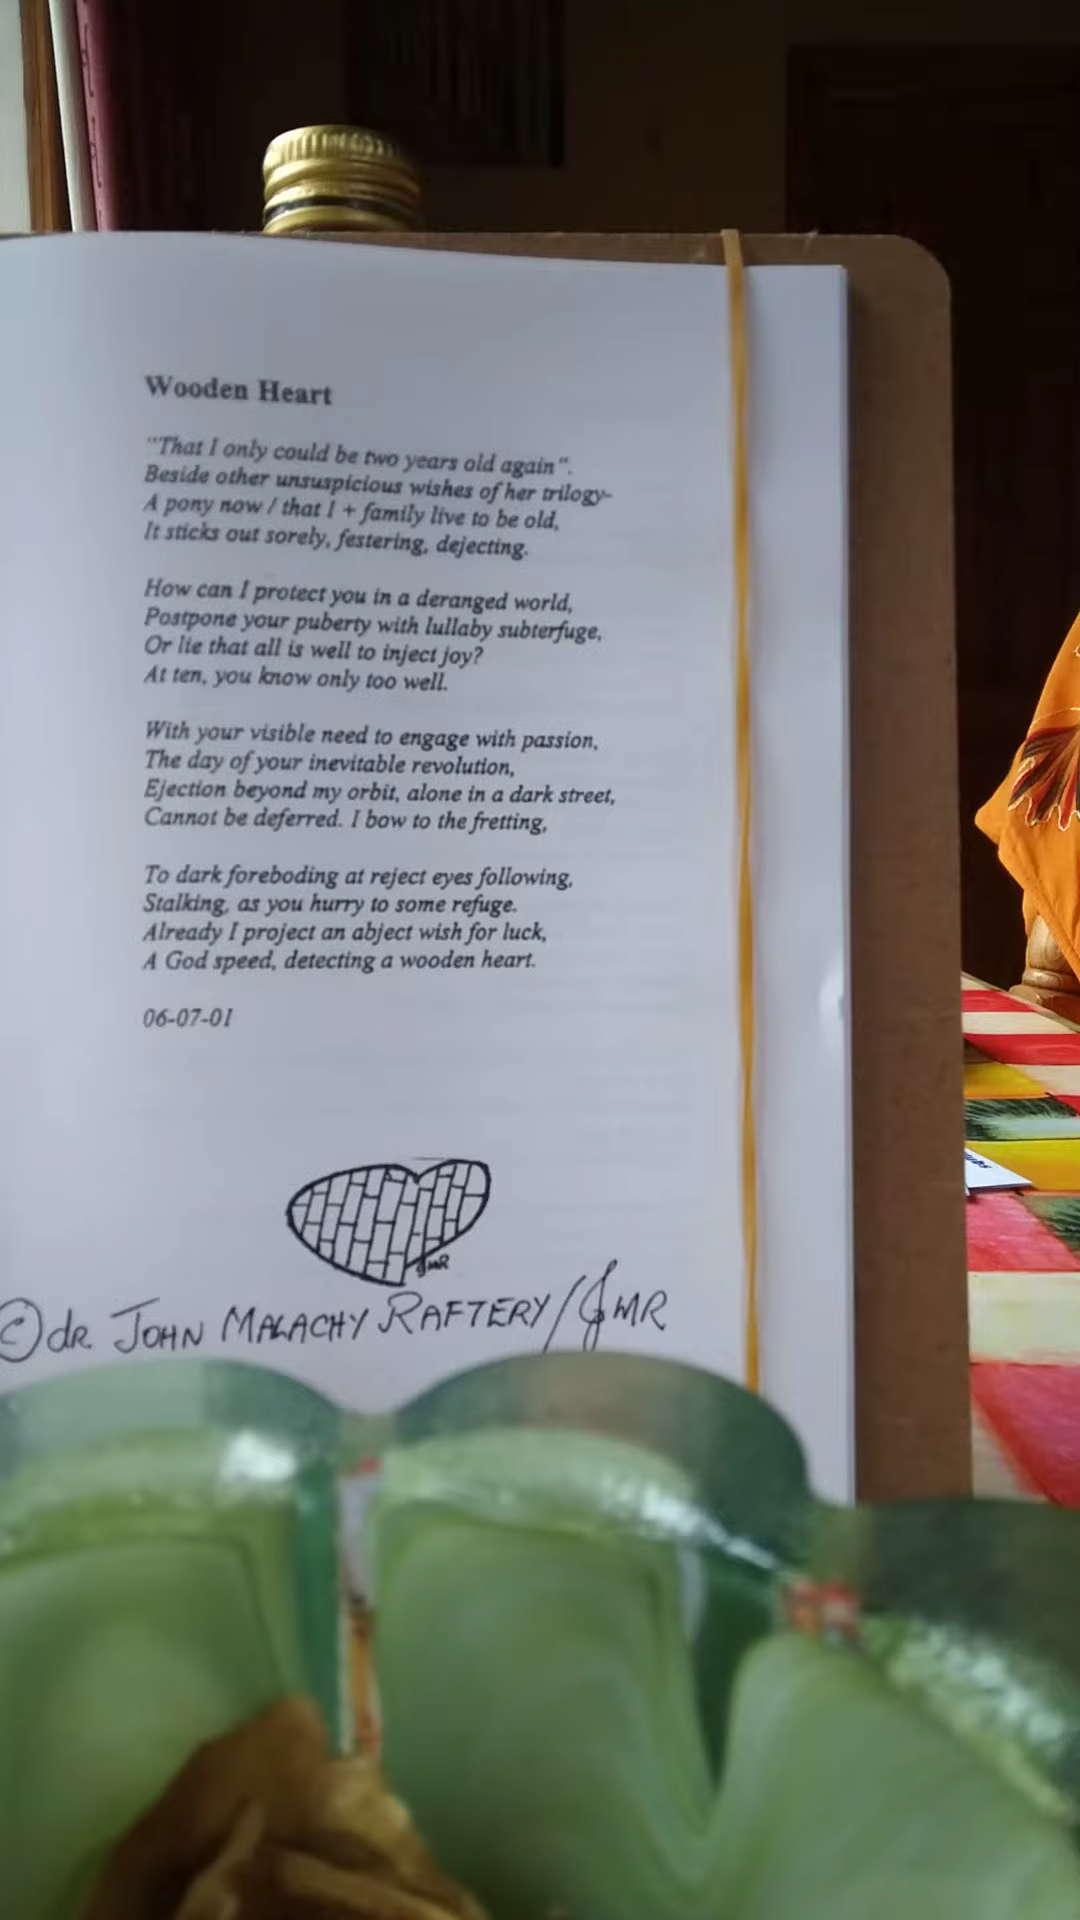 Wooden Heart
"That I only could be two years old again".
Beside other unsuspicious wishes of her trilogy-
A pony now / that I + family live to be old,
It sticks out sorely, festering, dejecting.
How can I protect you in a deranged world,
Postpone your puberty with lullaby subterfuge,
Or lie that all is well to inject joy?
At ten, you know only too well.
With your visible need to engage with passion,
The day of your inevitable revolution,
Ejection beyond my orbit, alone in a dark street,
Cannot be deferred. I bow to the fretting,
To dark foreboding at reject eyes following,
Stalking, as you hurry to some refuge.
Already I project an abject wish for luck,
A God speed, detecting a wooden heart.
06-07-01
JMR
© dR JOHN MALACHY RAFTERY/JMR